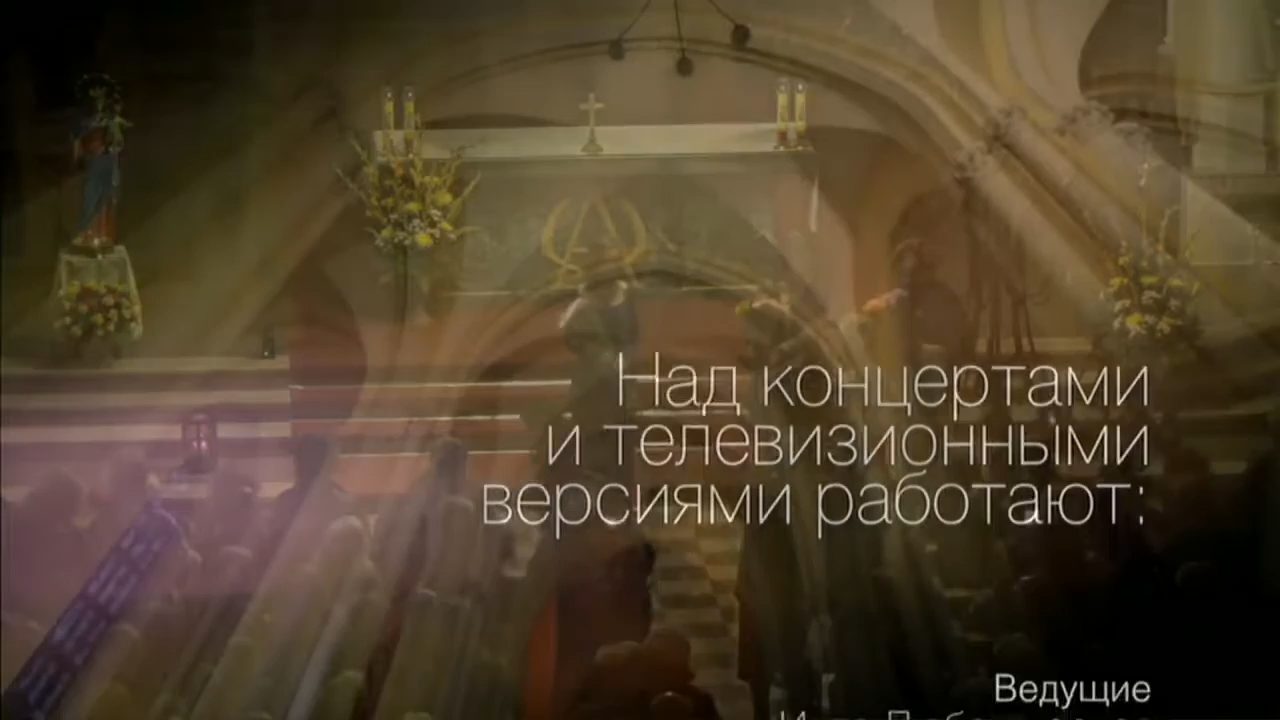 Над концертами
и телевизионными
версиями работают:
Ведущие